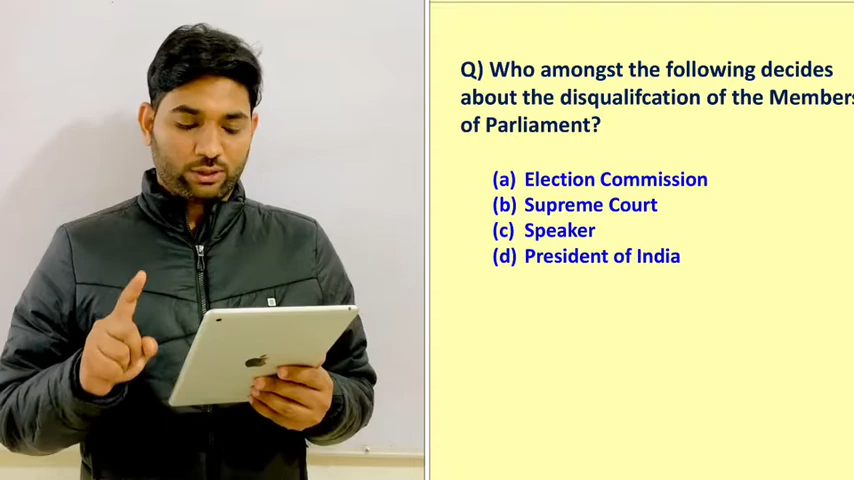 Q) Who amongst the following decides
about the disqualifcation of the Members
of Parliament?
(a) Election Commission
(b) Supreme Court
(c) Speaker
(d) President of India